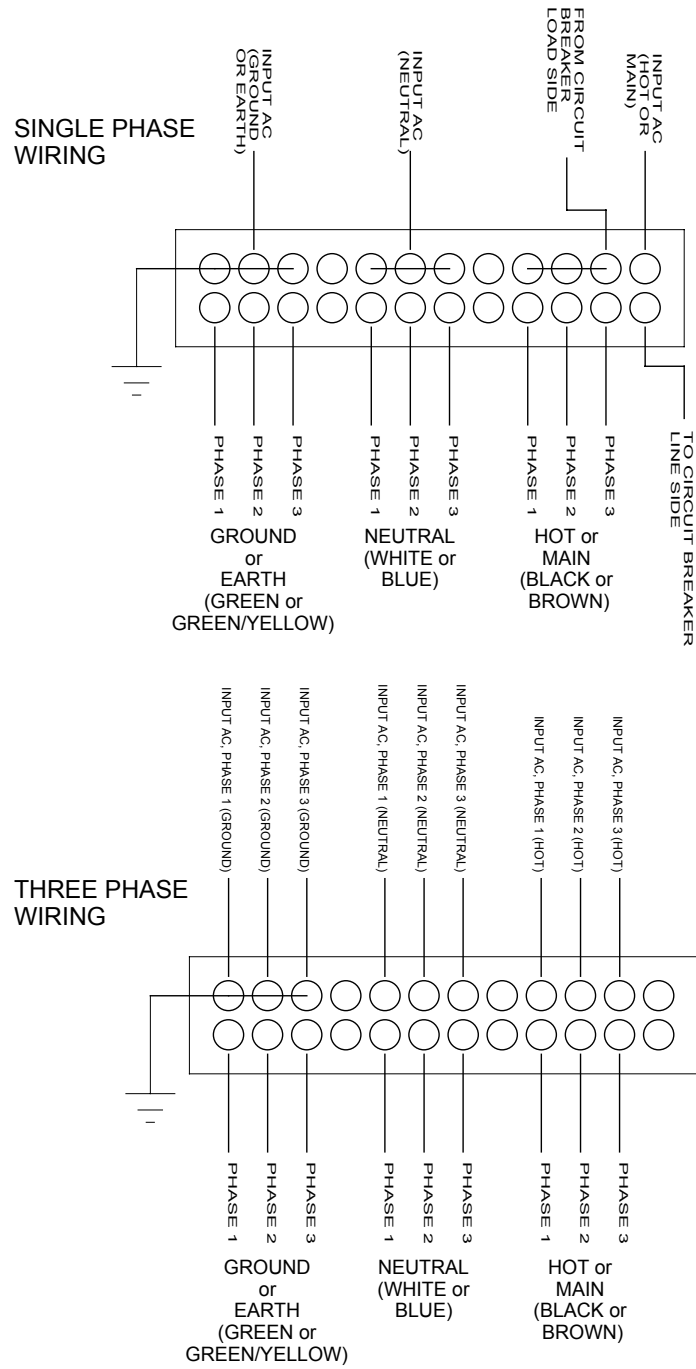 SINGLE PHASE
WIRING
INPUT AC
(GROUND
OR EARTH)
INPUT AC
(NEUTRAL)
FROM CIRCUIT
BREAKER
LOAD SIDE
INPUT AC
(HOT OR
MAIN)
PHASE 1
PHASE 2
PHASE 3
PHASE 1
PHASE 2
PHASE 3
PHASE 1
PHASE 2
PHASE 3
TO CIRCUIT BREAKER
LINE SIDE
GROUND
or
EARTH
(GREEN or
GREEN/YELLOW)
NEUTRAL
(WHITE or
BLUE)
HOT or
MAIN
(BLACK or
BROWN)
THREE PHASE
WIRING
INPUT AC, PHASE 1 (GROUND)
INPUT AC, PHASE 2 (GROUND)
INPUT AC, PHASE 3 (GROUND)
INPUT AC, PHASE 1 (NEUTRAL)
INPUT AC, PHASE 2 (NEUTRAL)
INPUT AC, PHASE 3 (NEUTRAL)
INPUT AC, PHASE 1 (HOT)
INPUT AC, PHASE 2 (HOT)
INPUT AC, PHASE 3 (HOT)
PHASE 1
PHASE 2
PHASE 3
PHASE 1
PHASE 2
PHASE 3
PHASE 1
PHASE 2
PHASE 3
GROUND
or
EARTH
(GREEN or
GREEN/YELLOW)
NEUTRAL
(WHITE or
BLUE)
HOT or
MAIN
(BLACK or
BROWN)